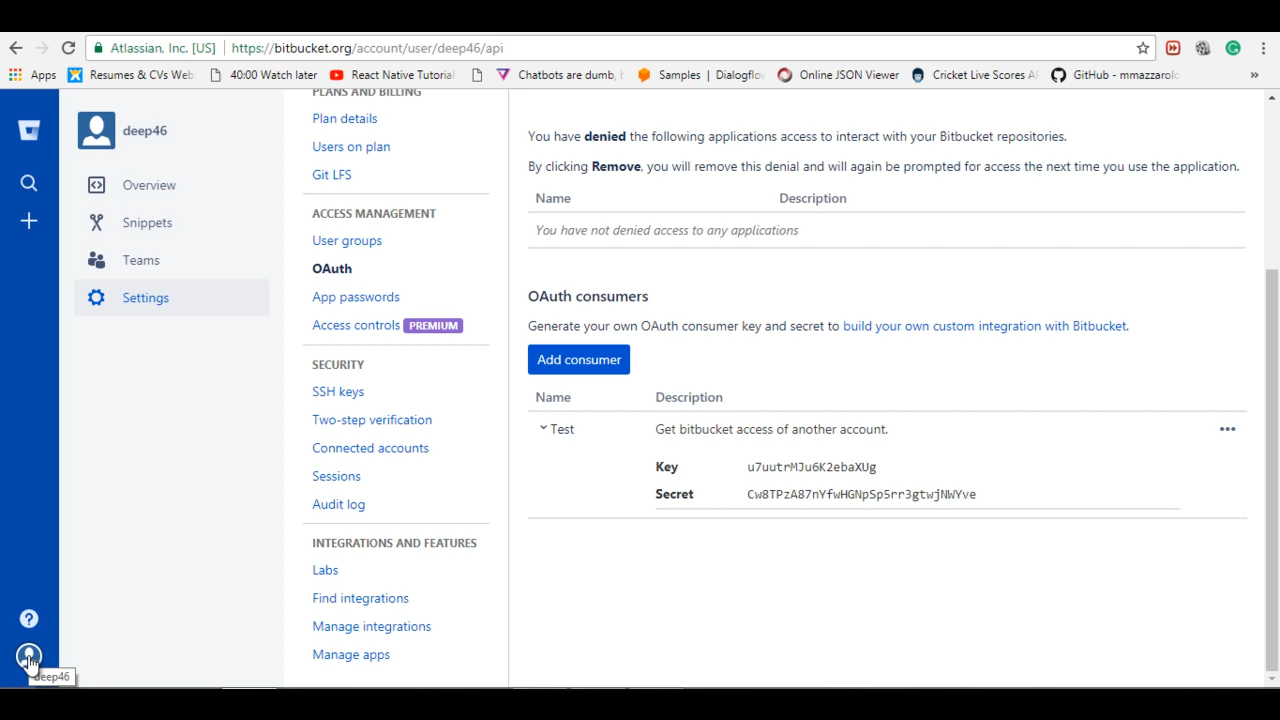 Atlassian, Inc. [US] https://bitbucket.org/account/user/deep46/api
Apps Resumes & CVs Web 40:00 Watch later React Native Tutorial Chatbots are dumb, Samples | Dialogflo Online JSON Viewer Cricket Live Scores A GitHub - mmazzarolo »
deep46
Overview
Snippets
Teams
Settings
PLANS AND BILLING
Plan details
Users on plan
Git LFS
ACCESS MANAGEMENT
User groups
OAuth
App passwords
Access controls PREMIUM
SECURITY
SSH keys
Two-step verification
Connected accounts
Sessions
Audit log
INTEGRATIONS AND FEATURES
Labs
Find integrations
Manage integrations
Manage apps
You have denied the following applications access to interact with your Bitbucket repositories.
By clicking Remove, you will remove this denial and will again be prompted for access the next time you use the application.
Name Description
You have not denied access to any applications
OAuth consumers
Generate your own OAuth consumer key and secret to build your own custom integration with Bitbucket.
Add consumer
Name Description
Test Get bitbucket access of another account.
Key u7uutrMJu6K2ebaXUg
Secret Cw8TPzA87nYfwHGNpSp5rr3gtwjNWYve
deep46